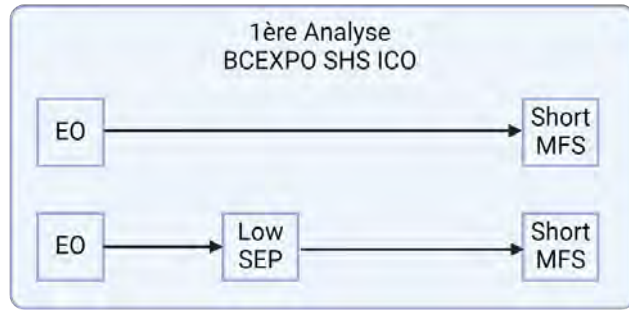 1ère Analyse
BCEXPO SHS ICO
EO
Short
MFS
EO
Low
SEP
Short
MFS